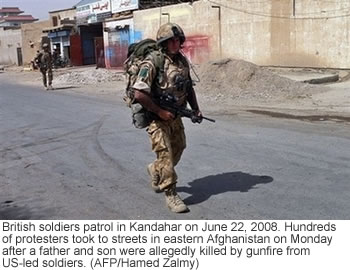 British soldiers patrol in Kandahar on June 22, 2008. Hundreds
of protesters took to streets in eastern Afghanistan on Monday
after a father and son were allegedly killed by gunfire from
US-led soldiers. (AFP/Hamed Zalmy)